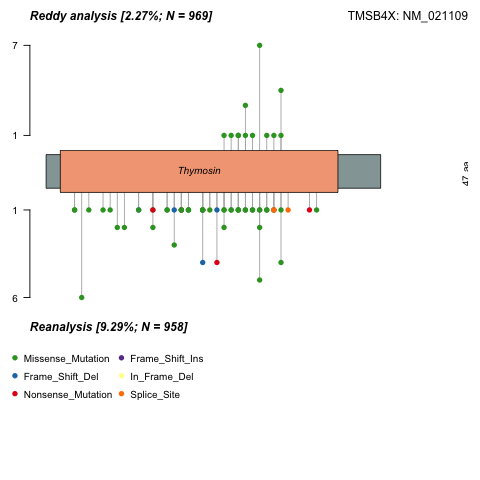 Reddy analysis [2.27%; N = 969]
TMSB4X: NM_021109
7
1
Thymosin
47 aa
1
6
Reanalysis [9.29%; N = 958]
Missense_Mutation
Frame_Shift_Ins
Frame_Shift_Del
In_Frame_Del
Nonsense_Mutation
Splice_Site